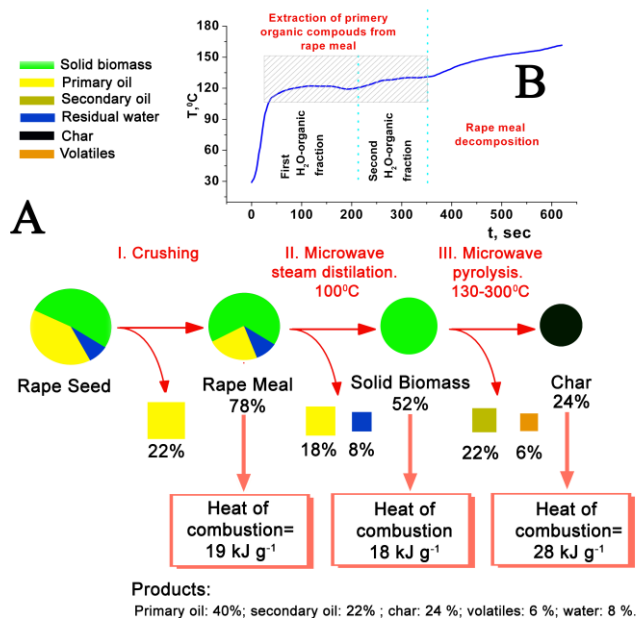 Extraction of primery
organic compouds from
rape meal
Solid biomass
Primary oil
Secondary oil
Residual water
Char
Volatiles
T,⁰C
150
120
90
60
30
First
H₂O-organic
fraction
Second
H₂O-organic
fraction
B
Rape meal
decomposition
0 100 200 300 400 500 600
t, sec
A
I. Crushing
II. Microwave
steam distilation.
100⁰C
III. Microwave
pyrolysis.
130-300⁰C
Rape Seed
Rape Meal
78%
Solid Biomass
52%
Char
24%
22%
18%
8%
22%
6%
Heat of
combustion=
19 kJ g⁻¹
Heat of
combustion
18 kJ g⁻¹
Heat of
combustion=
28 kJ g⁻¹
Products:
Primary oil: 40%; secondary oil: 22% ; char: 24 %; volatiles: 6 %; water: 8 %.